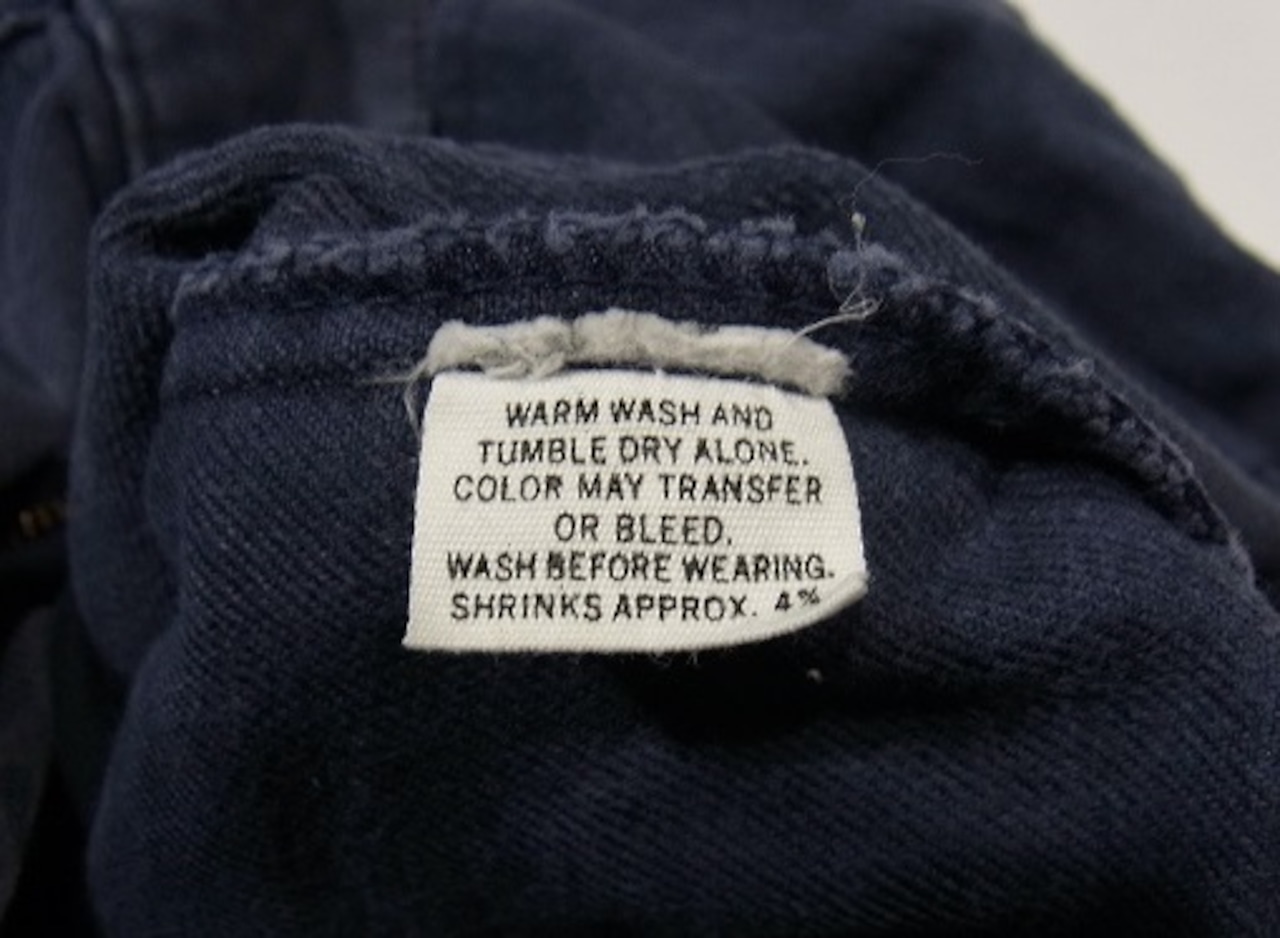 WARM WASH AND
TUMBLE DRY ALONE.
COLOR MAY TRANSFER
OR BLEED.
WASH BEFORE WEARING.
SHRINKS APPROX. 4%